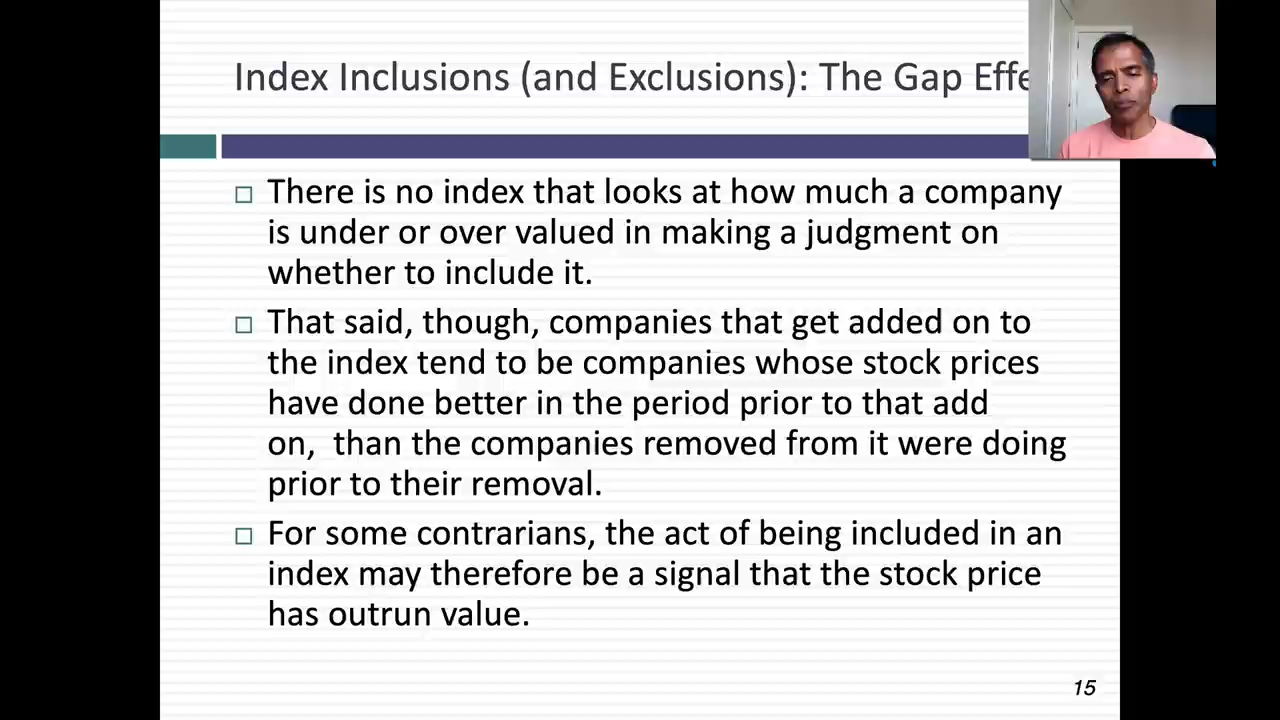 Index Inclusions (and Exclusions): The Gap Effe
There is no index that looks at how much a company
is under or over valued in making a judgment on
whether to include it.
That said, though, companies that get added on to
the index tend to be companies whose stock prices
have done better in the period prior to that add
on,  than the companies removed from it were doing
prior to their removal.
For some contrarians, the act of being included in an
index may therefore be a signal that the stock price
has outrun value.
15